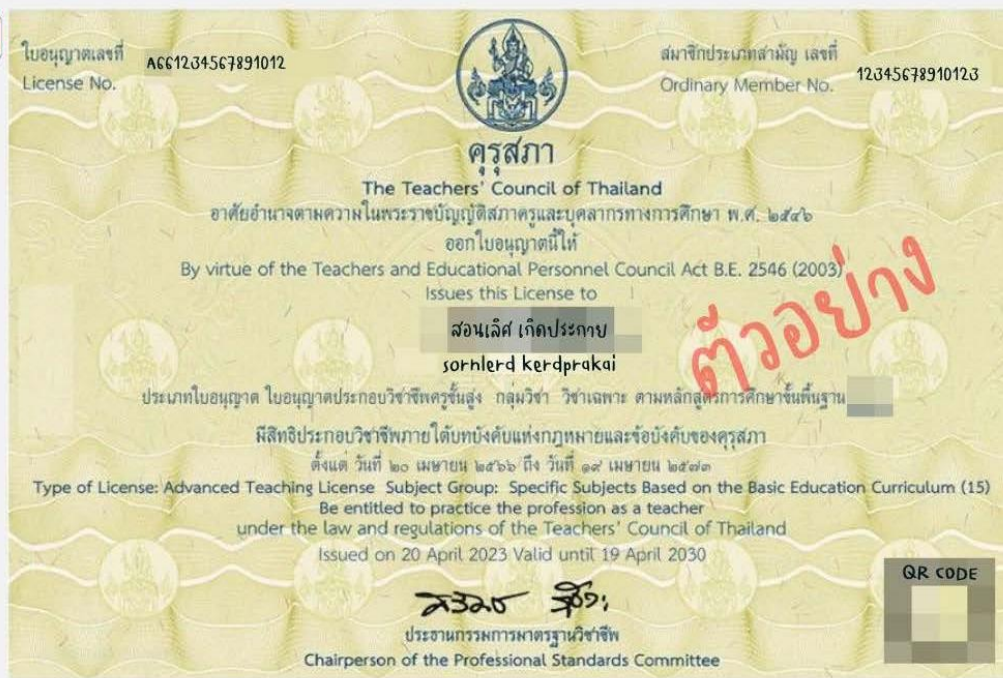 ใบอนุญาตเลขที่
License No.
A661234567891012
สมาชิกประเภทสามัญ เลขที่
Ordinary Member No.
12345678910123
คุรุสภา
The Teachers' Council of Thailand
อาศัยอำนาจตามความในพระราชบัญญัติสภาครูและบุคลากรทางการศึกษา พ.ศ. ๒๕๔๖
ออกใบอนุญาตนี้ให้
By virtue of the Teachers and Educational Personnel Council Act B.E. 2546 (2003)
Issues this License to
สอนเลิศ เกิดประกาย
sornlerd kerdprakai
ตัวอย่าง
ประเภทใบอนุญาต ใบอนุญาตประกอบวิชาชีพครูชั้นสูง กลุ่มวิชา วิชาเฉพาะ ตามหลักสูตรการศึกษาขั้นพื้นฐาน
มีสิทธิประกอบวิชาชีพภายใต้บทบังคับแห่งกฎหมายและข้อบังคับของคุรุสภา
ตั้งแต่ วันที่ ๒๐ เมษายน ๒๕๖๖ ถึง วันที่ ๑๙ เมษายน ๒๕๗๓
Type of License: Advanced Teaching License Subject Group: Specific Subjects Based on the Basic Education Curriculum (15)
Be entitled to practice the profession as a teacher
under the law and regulations of the Teachers' Council of Thailand
Issued on 20 April 2023 Valid until 19 April 2030
ประธานกรรมการมาตรฐานวิชาชีพ
Chairperson of the Professional Standards Committee
QR CODE